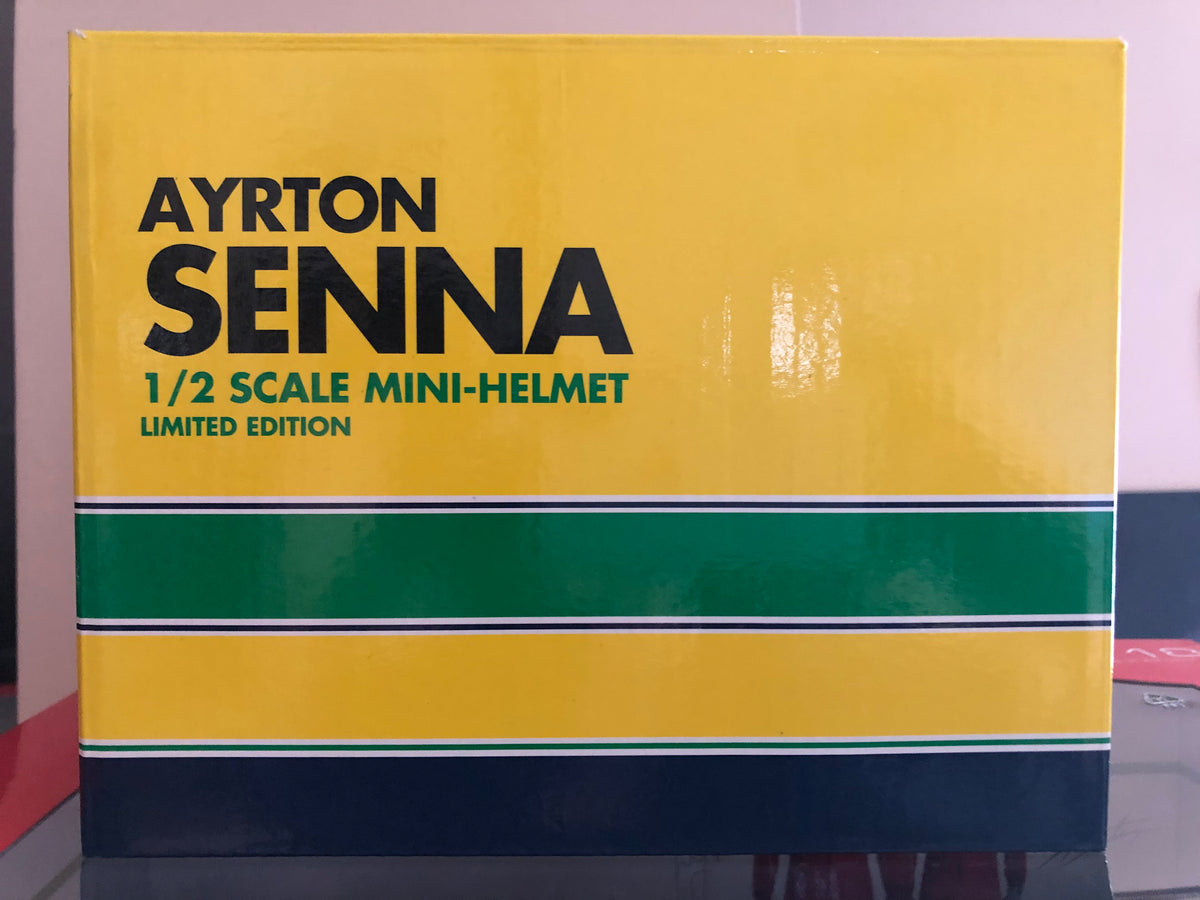 AYRTON
SENNA
1/2 SCALE MINI-HELMET
LIMITED EDITION